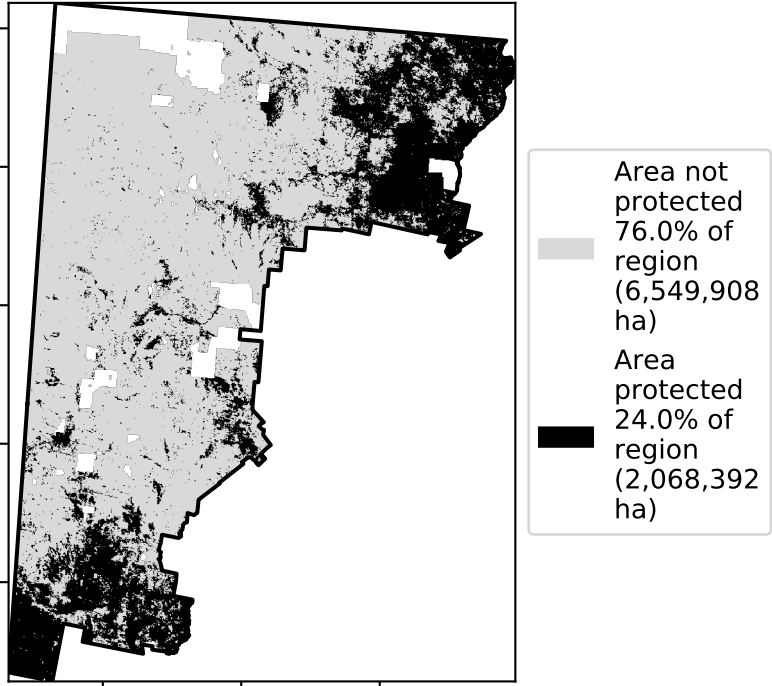 Area not
protected
76.0% of
region
(6,549,908
ha)
Area
protected
24.0% of
region
(2,068,392
ha)